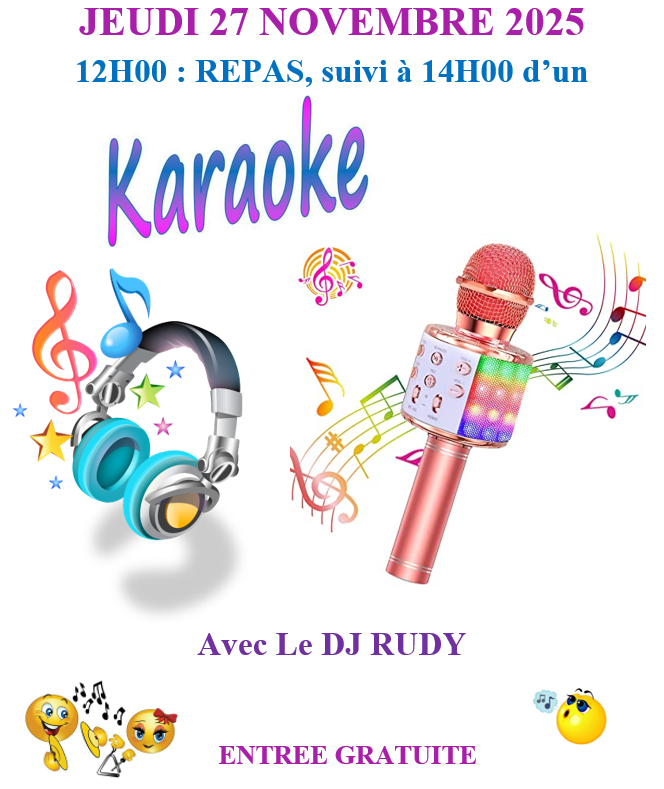 JEUDI 27 NOVEMBRE 2025
12H00 : REPAS, suivi à 14H00 d’un
Karaoke
Avec Le DJ RUDY
ENTREE GRATUITE